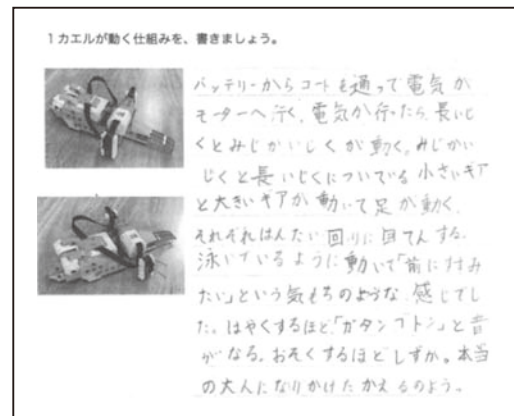 1カエルが動く仕組みを、書きましょう。
バッテリーからコードを通って電気が
モーターへ行く、電気が行ったら、長いじ
くとみじかいじくが動く。みじかい
じくと長いじくについている小さいギア
と大きいギアが動いて足が動く、
それぞれはんたい回りに回てんする。
泳いでいるように動いて「前にすすみ
たい」という気もちのような感じでし
た。はやくするほど「ガタンゴトン」と音
がなる。おそくするほどしずか。本当
の大人になりかけたかえるのよう。